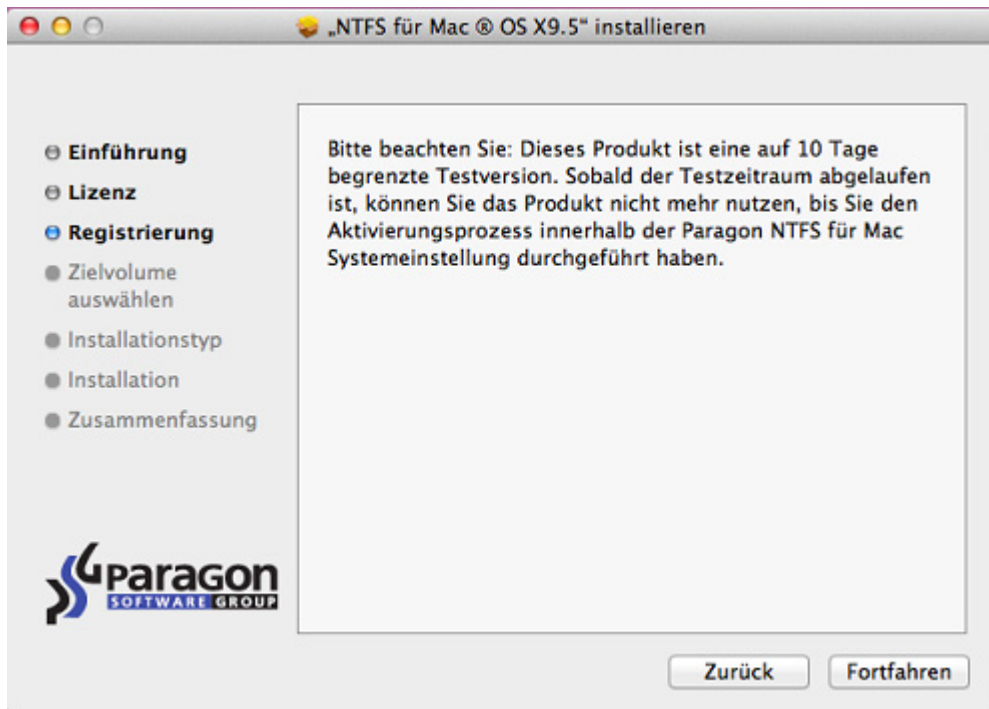 „NTFS für Mac ® OS X9.5“ installieren
Einführung
Lizenz
Registrierung
Zielvolume
auswählen
Installationstyp
Installation
Zusammenfassung
Bitte beachten Sie: Dieses Produkt ist eine auf 10 Tage
begrenzte Testversion. Sobald der Testzeitraum abgelaufen
ist, können Sie das Produkt nicht mehr nutzen, bis Sie den
Aktivierungsprozess innerhalb der Paragon NTFS für Mac
Systemeinstellung durchgeführt haben.
Paragon
SOFTWARE GROUP
Zurück
Fortfahren